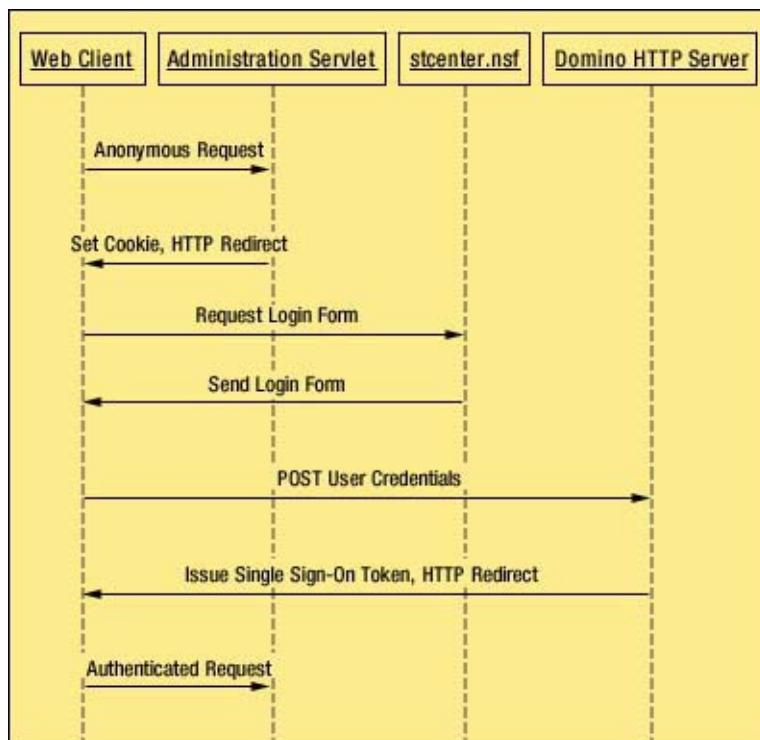 Web Client
Administration Servlet
stcenter.nsf
Domino HTTP Server
Anonymous Request
Set Cookie, HTTP Redirect
Request Login Form
Send Login Form
POST User Credentials
Issue Single Sign-On Token, HTTP Redirect
Authenticated Request